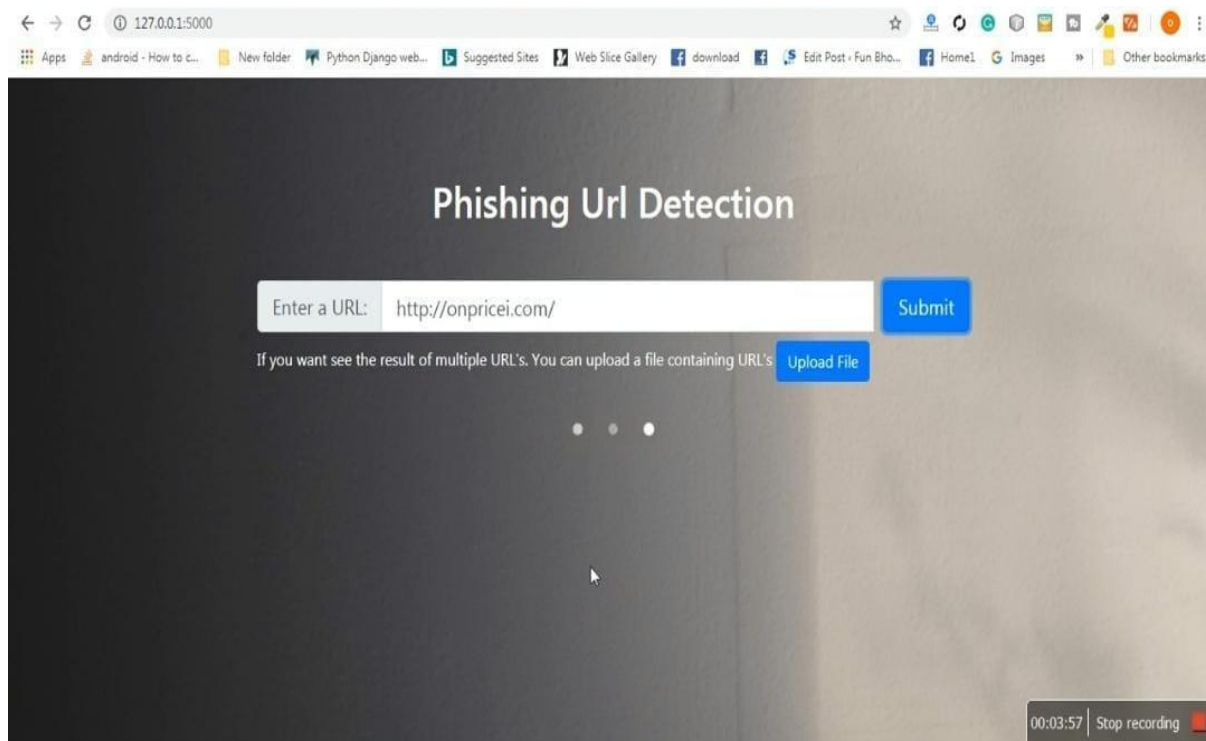 127.0.0.1:5000
Apps android - How to c... New folder Python Django web... Suggested Sites Web Slice Gallery download Edit Post ‹ Fun Bho... Home1 Images » Other bookmarks
Phishing Url Detection
Enter a URL: http://onpricei.com/ Submit
If you want see the result of multiple URL's. You can upload a file containing URL's Upload File
00:03:57 Stop recording